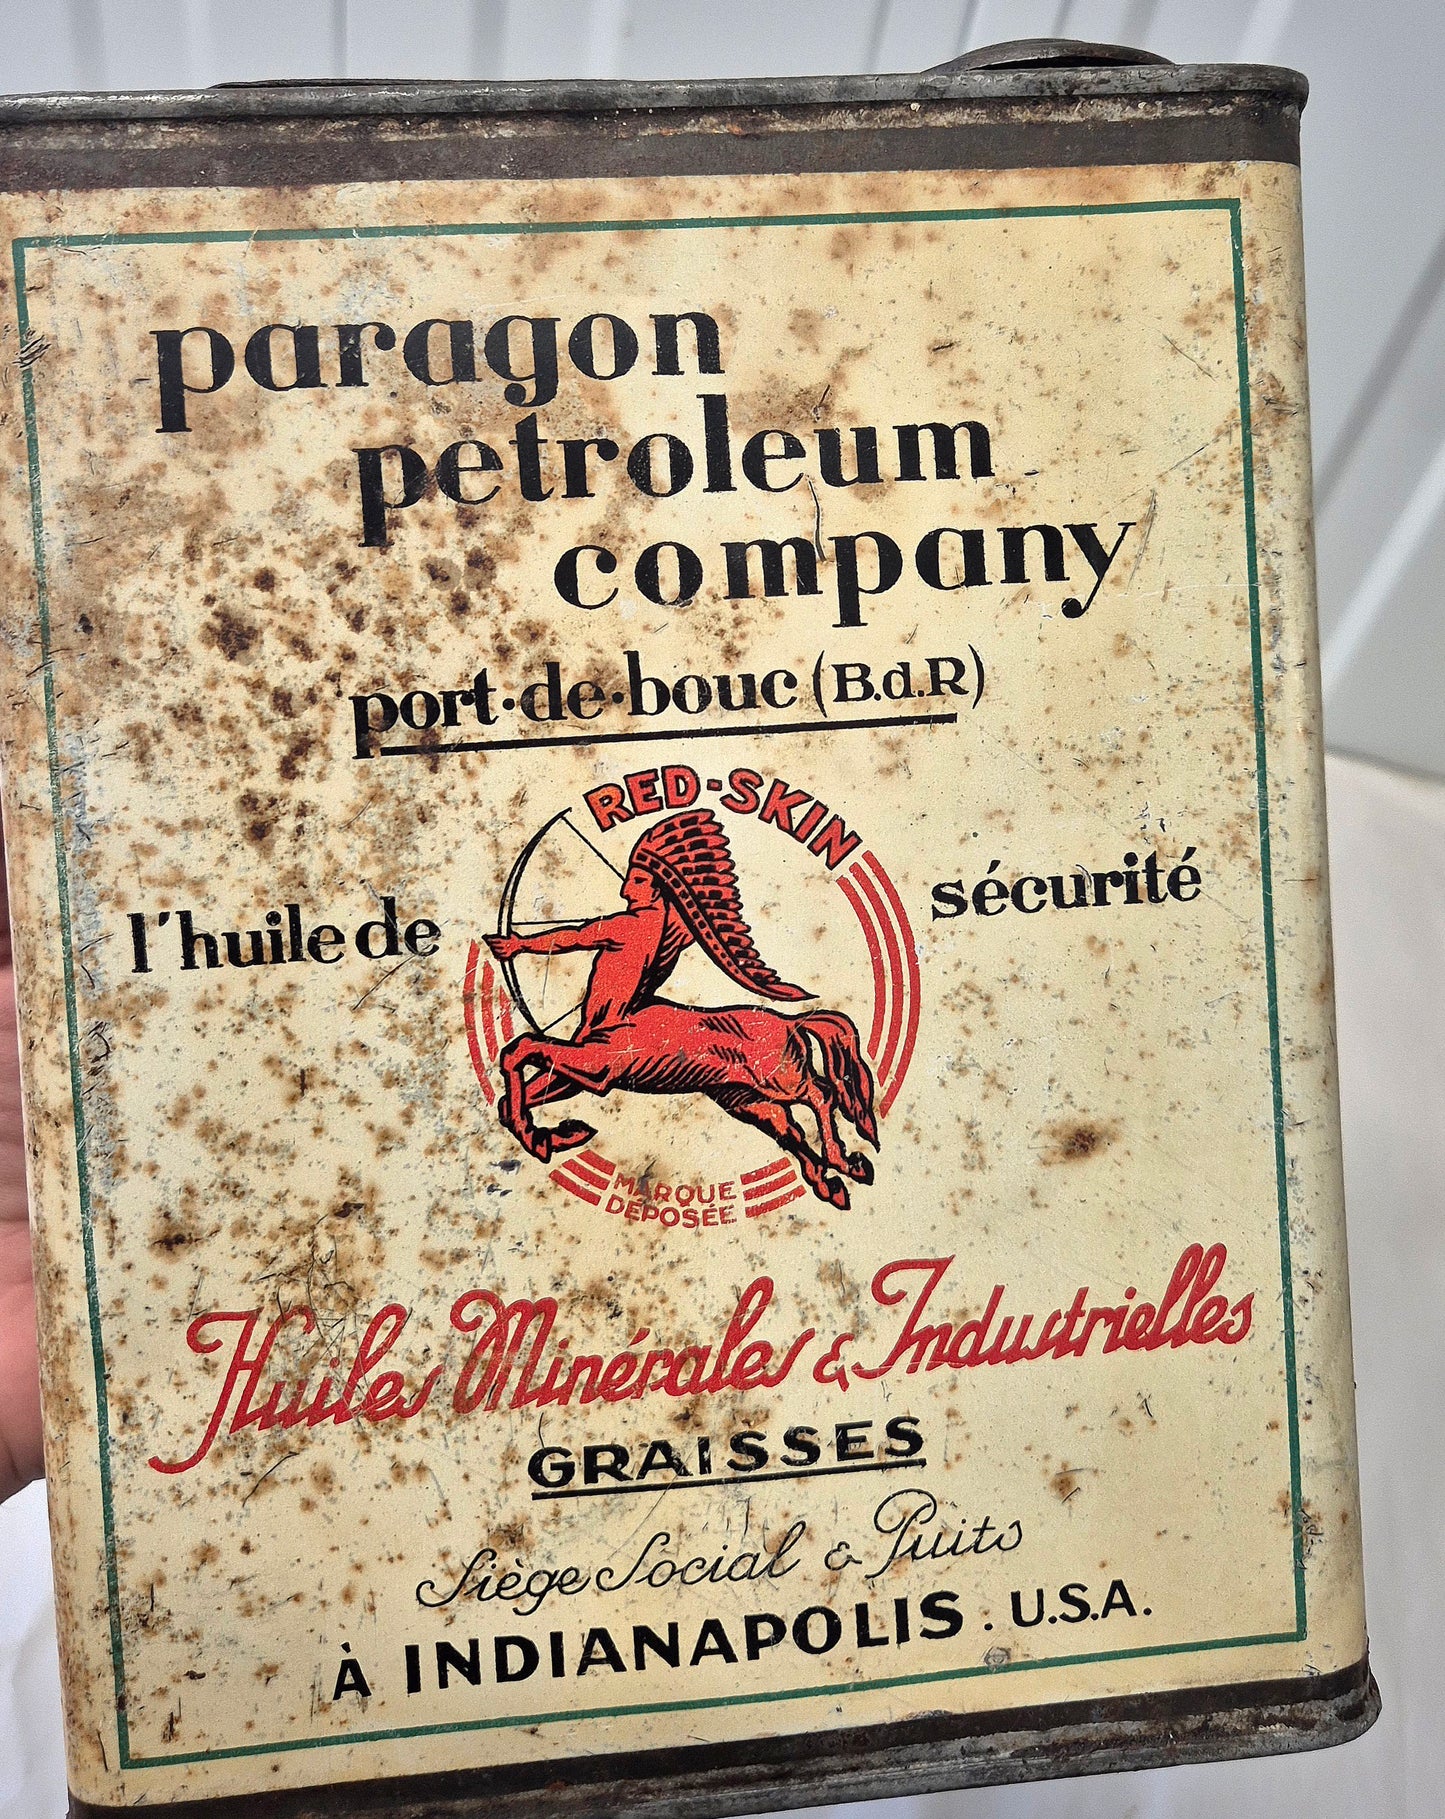 paragon
petroleum
company
port-de-bouc (B.d.R)
RED-SKIN
l'huile de sécurité
MARQUE
DÉPOSÉE
Huiles Minérales & Industrielles
GRAISSES
Siège Social & Puits
À INDIANAPOLIS . U.S.A.